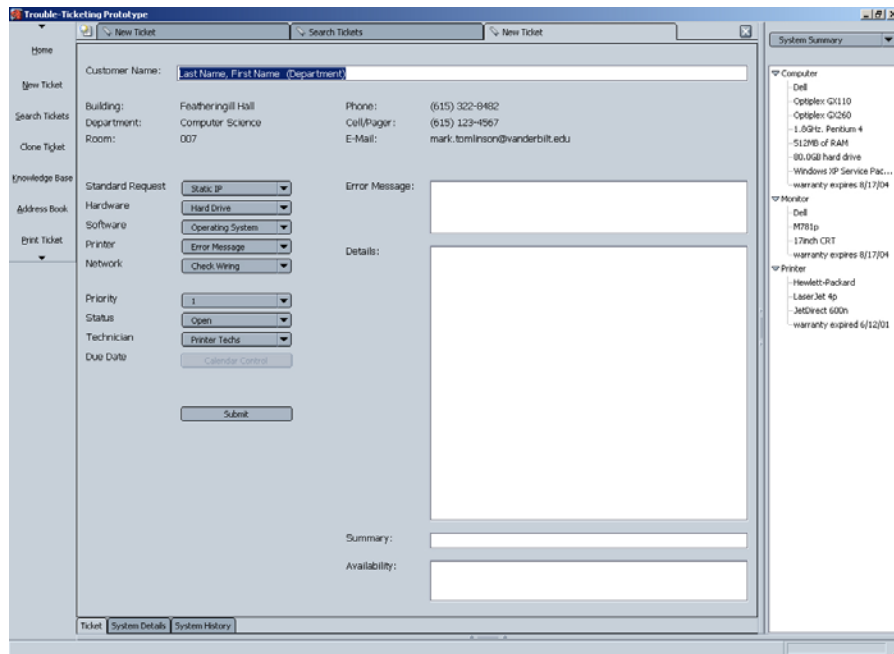 Trouble-Ticketing Prototype
New Ticket
Search Tickets
New Ticket
Home
New Ticket
Search Tickets
Clone Ticket
Knowledge Base
Address Book
Print Ticket
Customer Name:
Last Name, First Name (Department)
Building:
Featheringill Hall
Phone:
(615) 322-8482
Department:
Computer Science
Cell/Pager:
(615) 123-4567
Room:
007
E-Mail:
mark.tomlinson@vanderbilt.edu
Standard Request
Static IP
Hardware
Hard Drive
Software
Operating System
Printer
Error Message
Network
Check Wiring
Priority
1
Status
Open
Technician
Printer Techs
Due Date
Calendar Control
Submit
Error Message:
Details:
Summary:
Availability:
Ticket
System Details
System History
System Summary
Computer
Dell
Optiplex GX110
Optiplex GX260
1.8GHz. Pentium 4
512MB of RAM
80.0GB hard drive
Windows XP Service Pac...
warranty expires 8/17/04
Monitor
Dell
M781p
17inch CRT
warranty expires 8/17/04
Printer
Hewlett-Packard
LaserJet 4p
JetDirect 600n
warranty expired 6/12/01